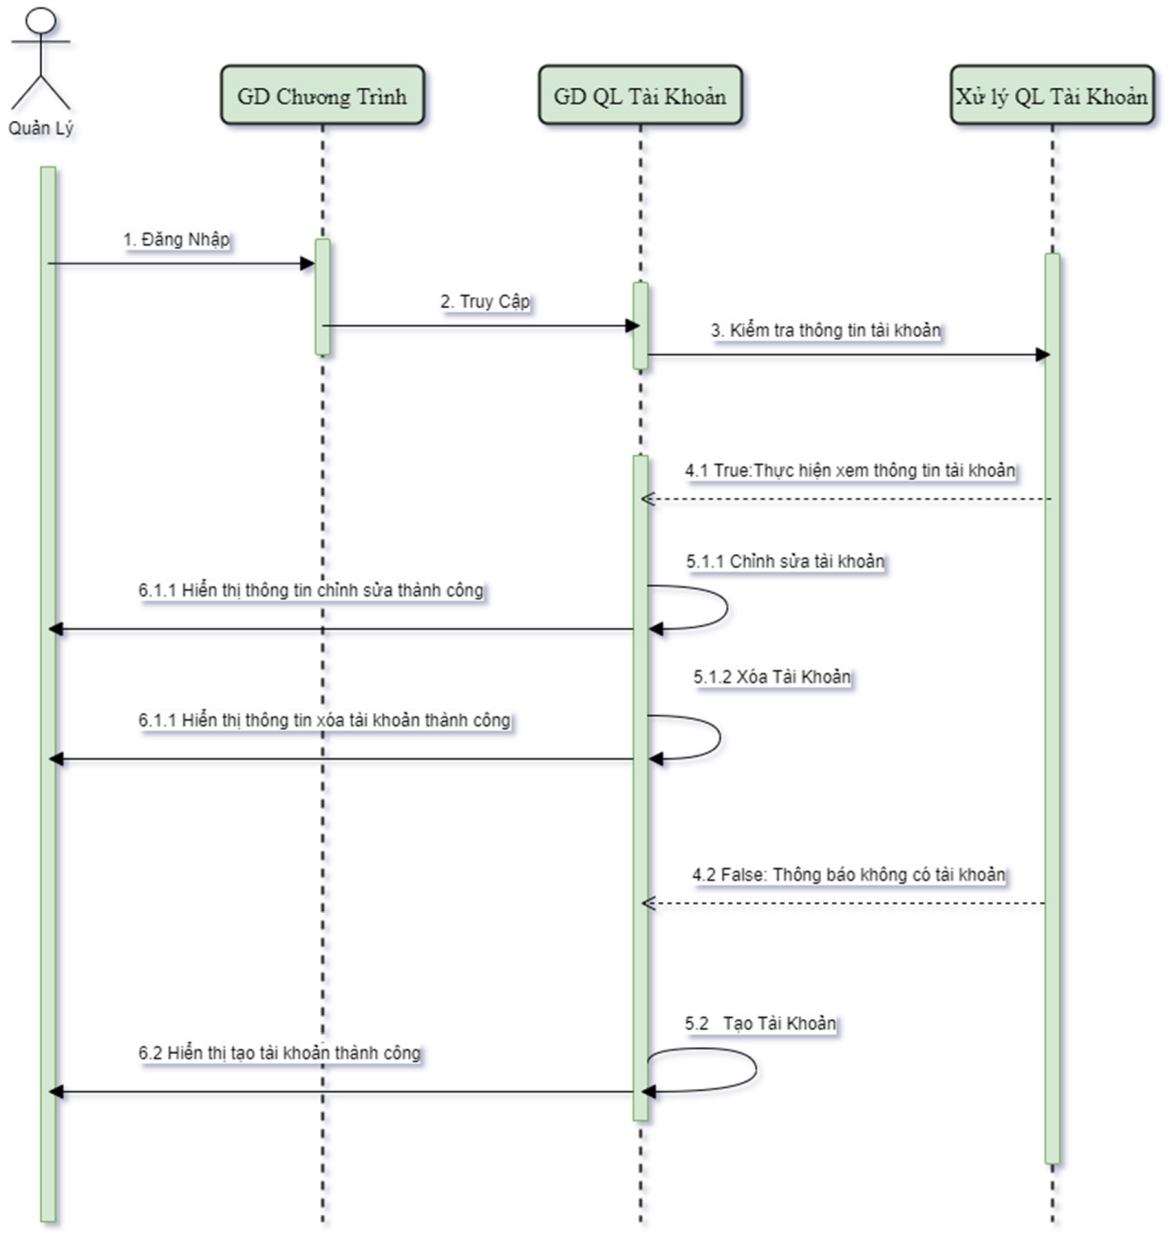 Quản Lý
GD Chương Trình
GD QL Tài Khoản
Xử lý QL Tài Khoản
1. Đăng Nhập
2. Truy Cập
3. Kiểm tra thông tin tài khoản
4.1 True:Thực hiện xem thông tin tài khoản
5.1.1 Chỉnh sửa tài khoản
6.1.1 Hiển thị thông tin chỉnh sửa thành công
5.1.2 Xóa Tài Khoản
6.1.1 Hiển thị thông tin xóa tài khoản thành công
4.2 False: Thông báo không có tài khoản
5.2 Tạo Tài Khoản
6.2 Hiển thị tạo tài khoản thành công